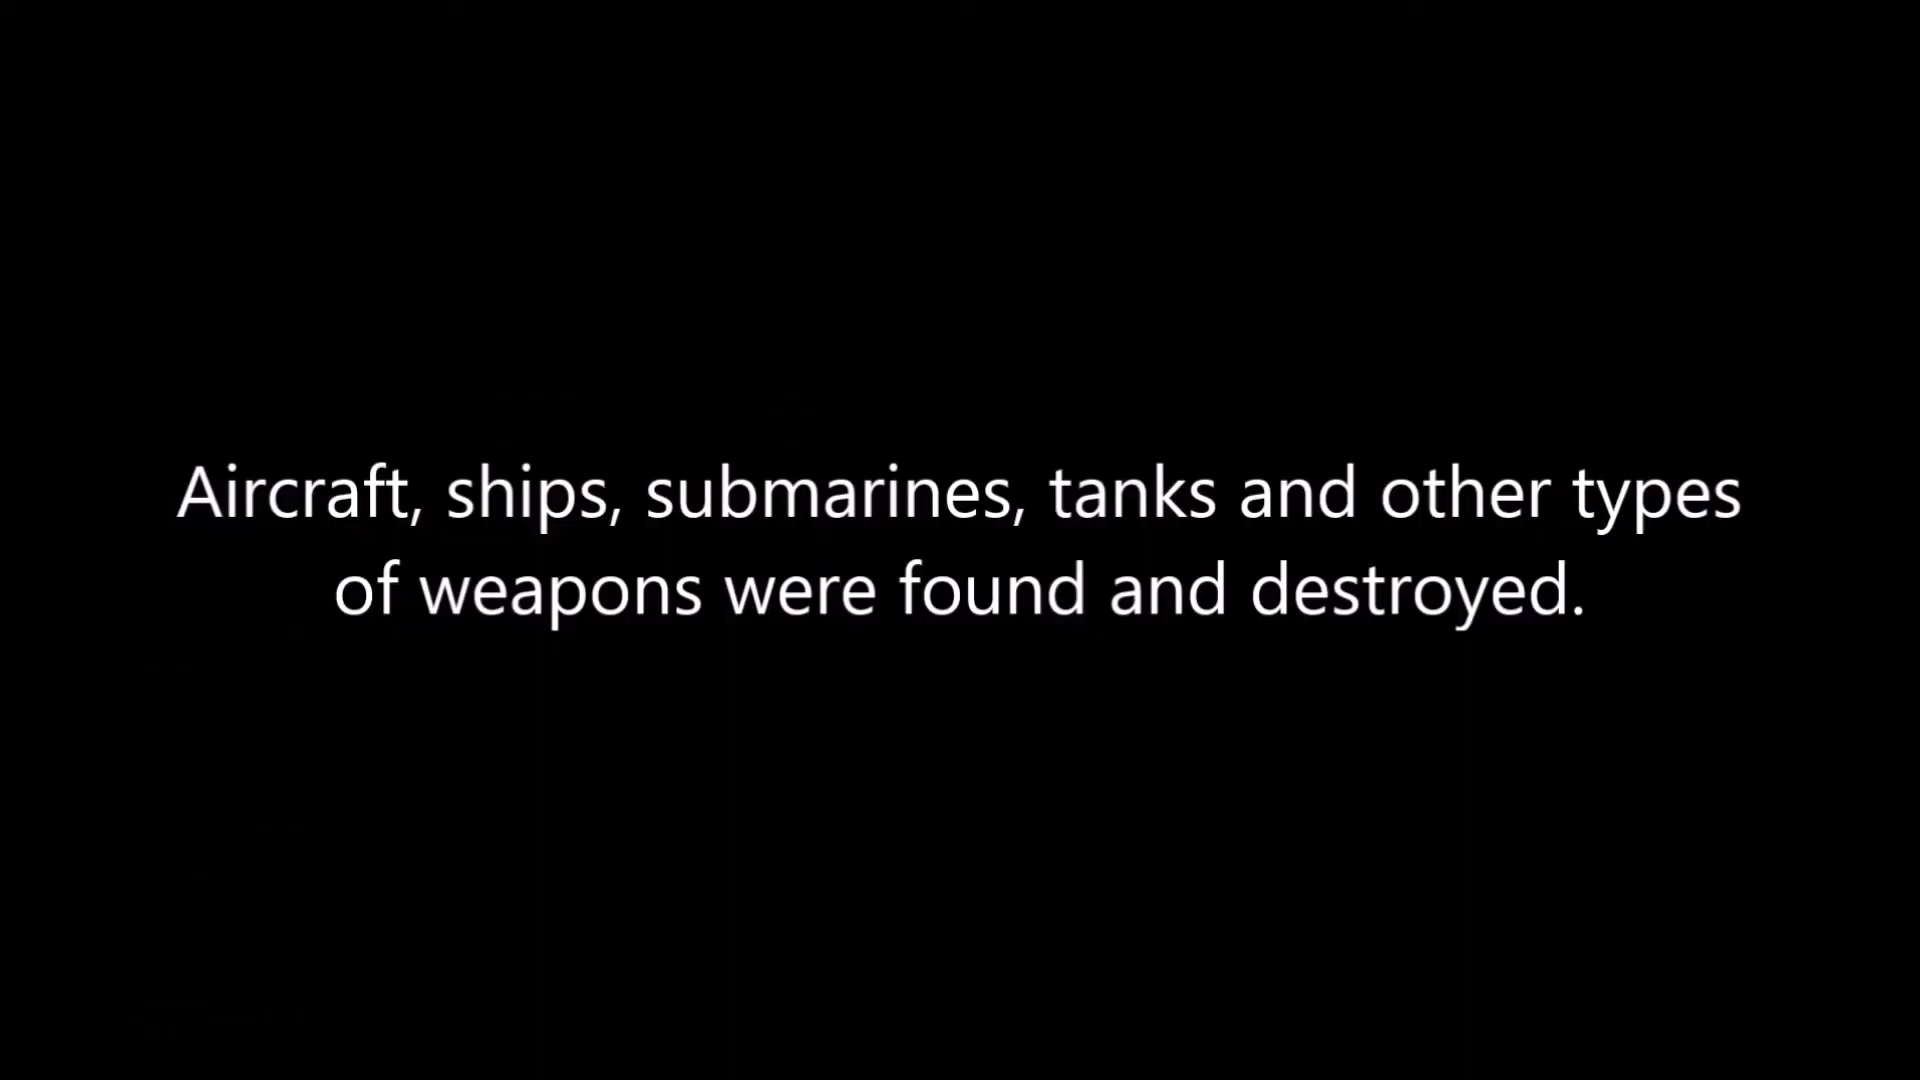 Aircraft, ships, submarines, tanks and other types
of weapons were found and destroyed.